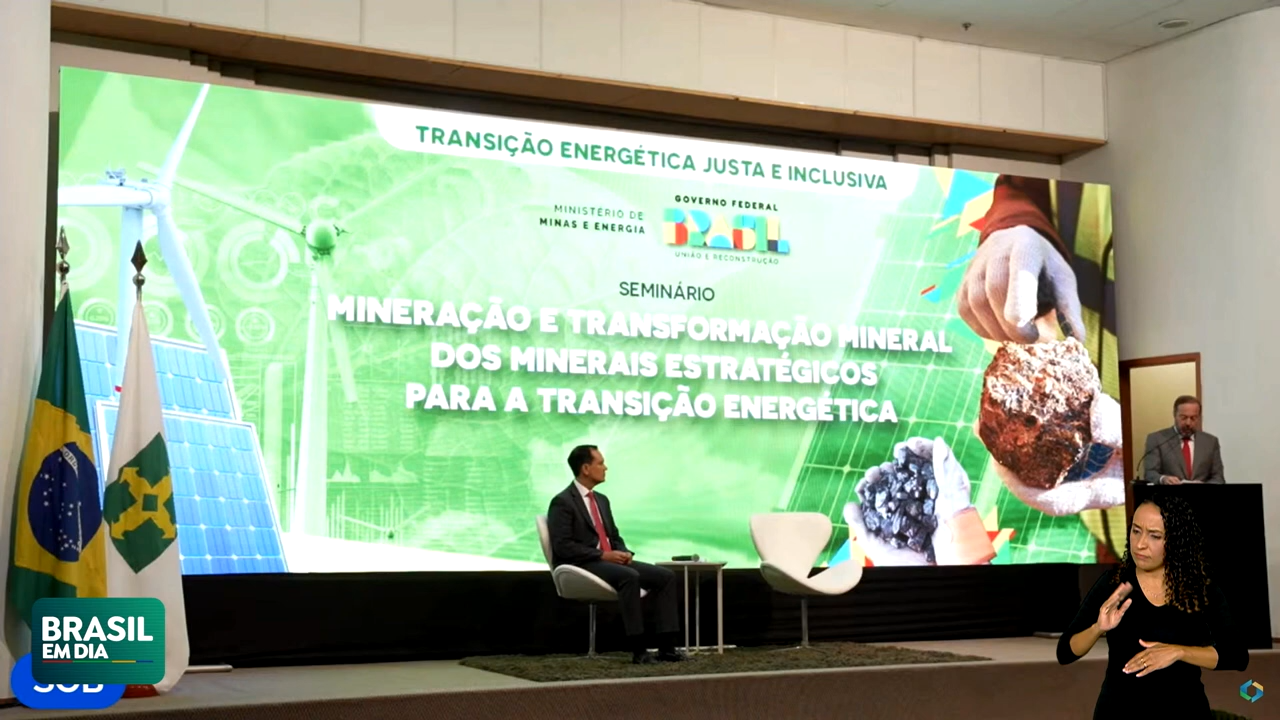 TRANSIÇÃO ENERGÉTICA JUSTA E INCLUSIVA
MINISTÉRIO DE
MINAS E ENERGIA
GOVERNO FEDERAL
BRASIL
UNIÃO E RECONSTRUÇÃO
SEMINÁRIO
MINERAÇÃO E TRANSFORMAÇÃO MINERAL
DOS MINERAIS ESTRATÉGICOS
PARA A TRANSIÇÃO ENERGÉTICA
BRASIL
EM DIA